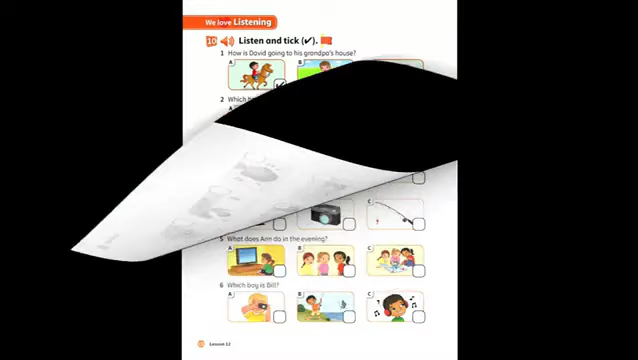 We love Listening
10 Listen and tick (✓).
1 How is David going to his grandpa's house?
A
B
2 Which
A
C
5 What does Ann do in the evening?
A
B
C
6 Which boy is Bill?
A
B
C
Lesson 12